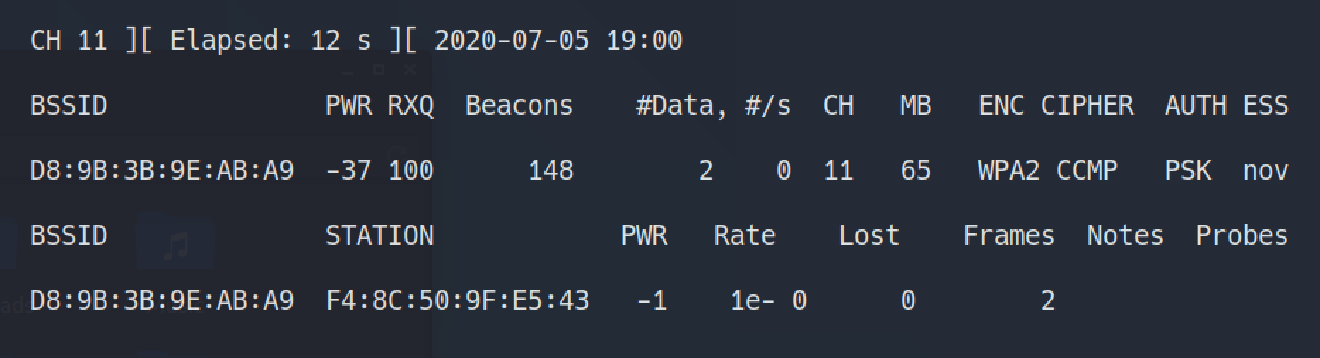 CH 11 ][ Elapsed: 12 s ][ 2020-07-05 19:00
BSSID PWR RXQ Beacons #Data, #/s CH MB ENC CIPHER AUTH ESS
D8:9B:3B:9E:AB:A9 -37 100 148 2 0 11 65 WPA2 CCMP PSK nov
BSSID STATION PWR Rate Lost Frames Notes Probes
D8:9B:3B:9E:AB:A9 F4:8C:50:9F:E5:43 -1 1e- 0 0 2